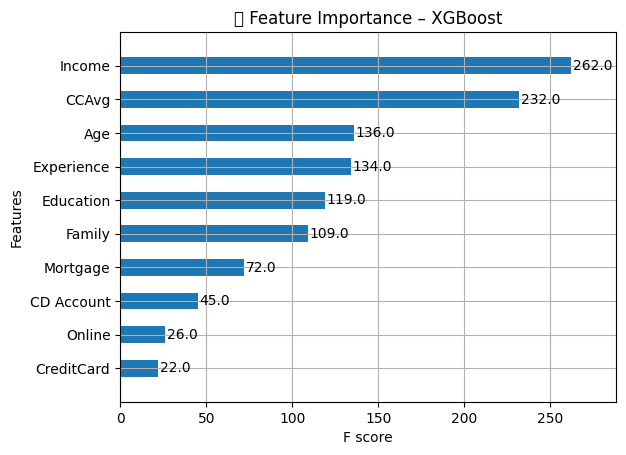 ▯ Feature Importance – XGBoost
Features
Income 262.0
CCAvg 232.0
Age 136.0
Experience 134.0
Education 119.0
Family 109.0
Mortgage 72.0
CD Account 45.0
Online 26.0
CreditCard 22.0
0 50 100 150 200 250
F score